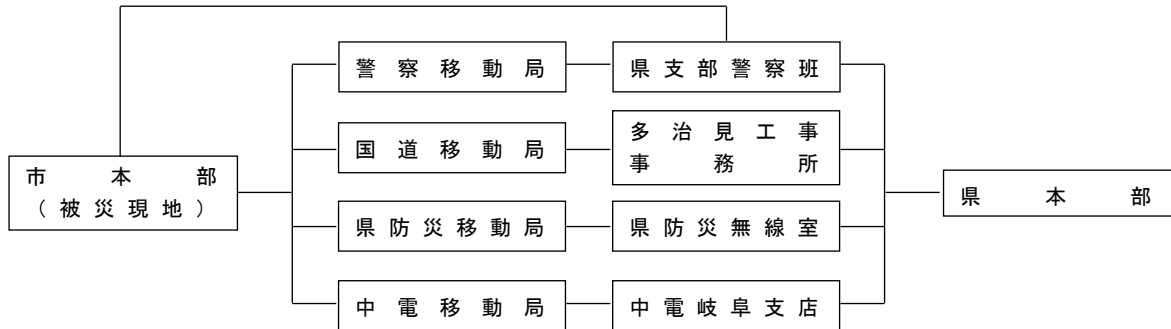 警察移動局
県支部警察班
国道移動局
多治見工事
事務所
市本部
（被災現地）
県本部
県防災移動局
県防災無線室
中電移動局
中電岐阜支店